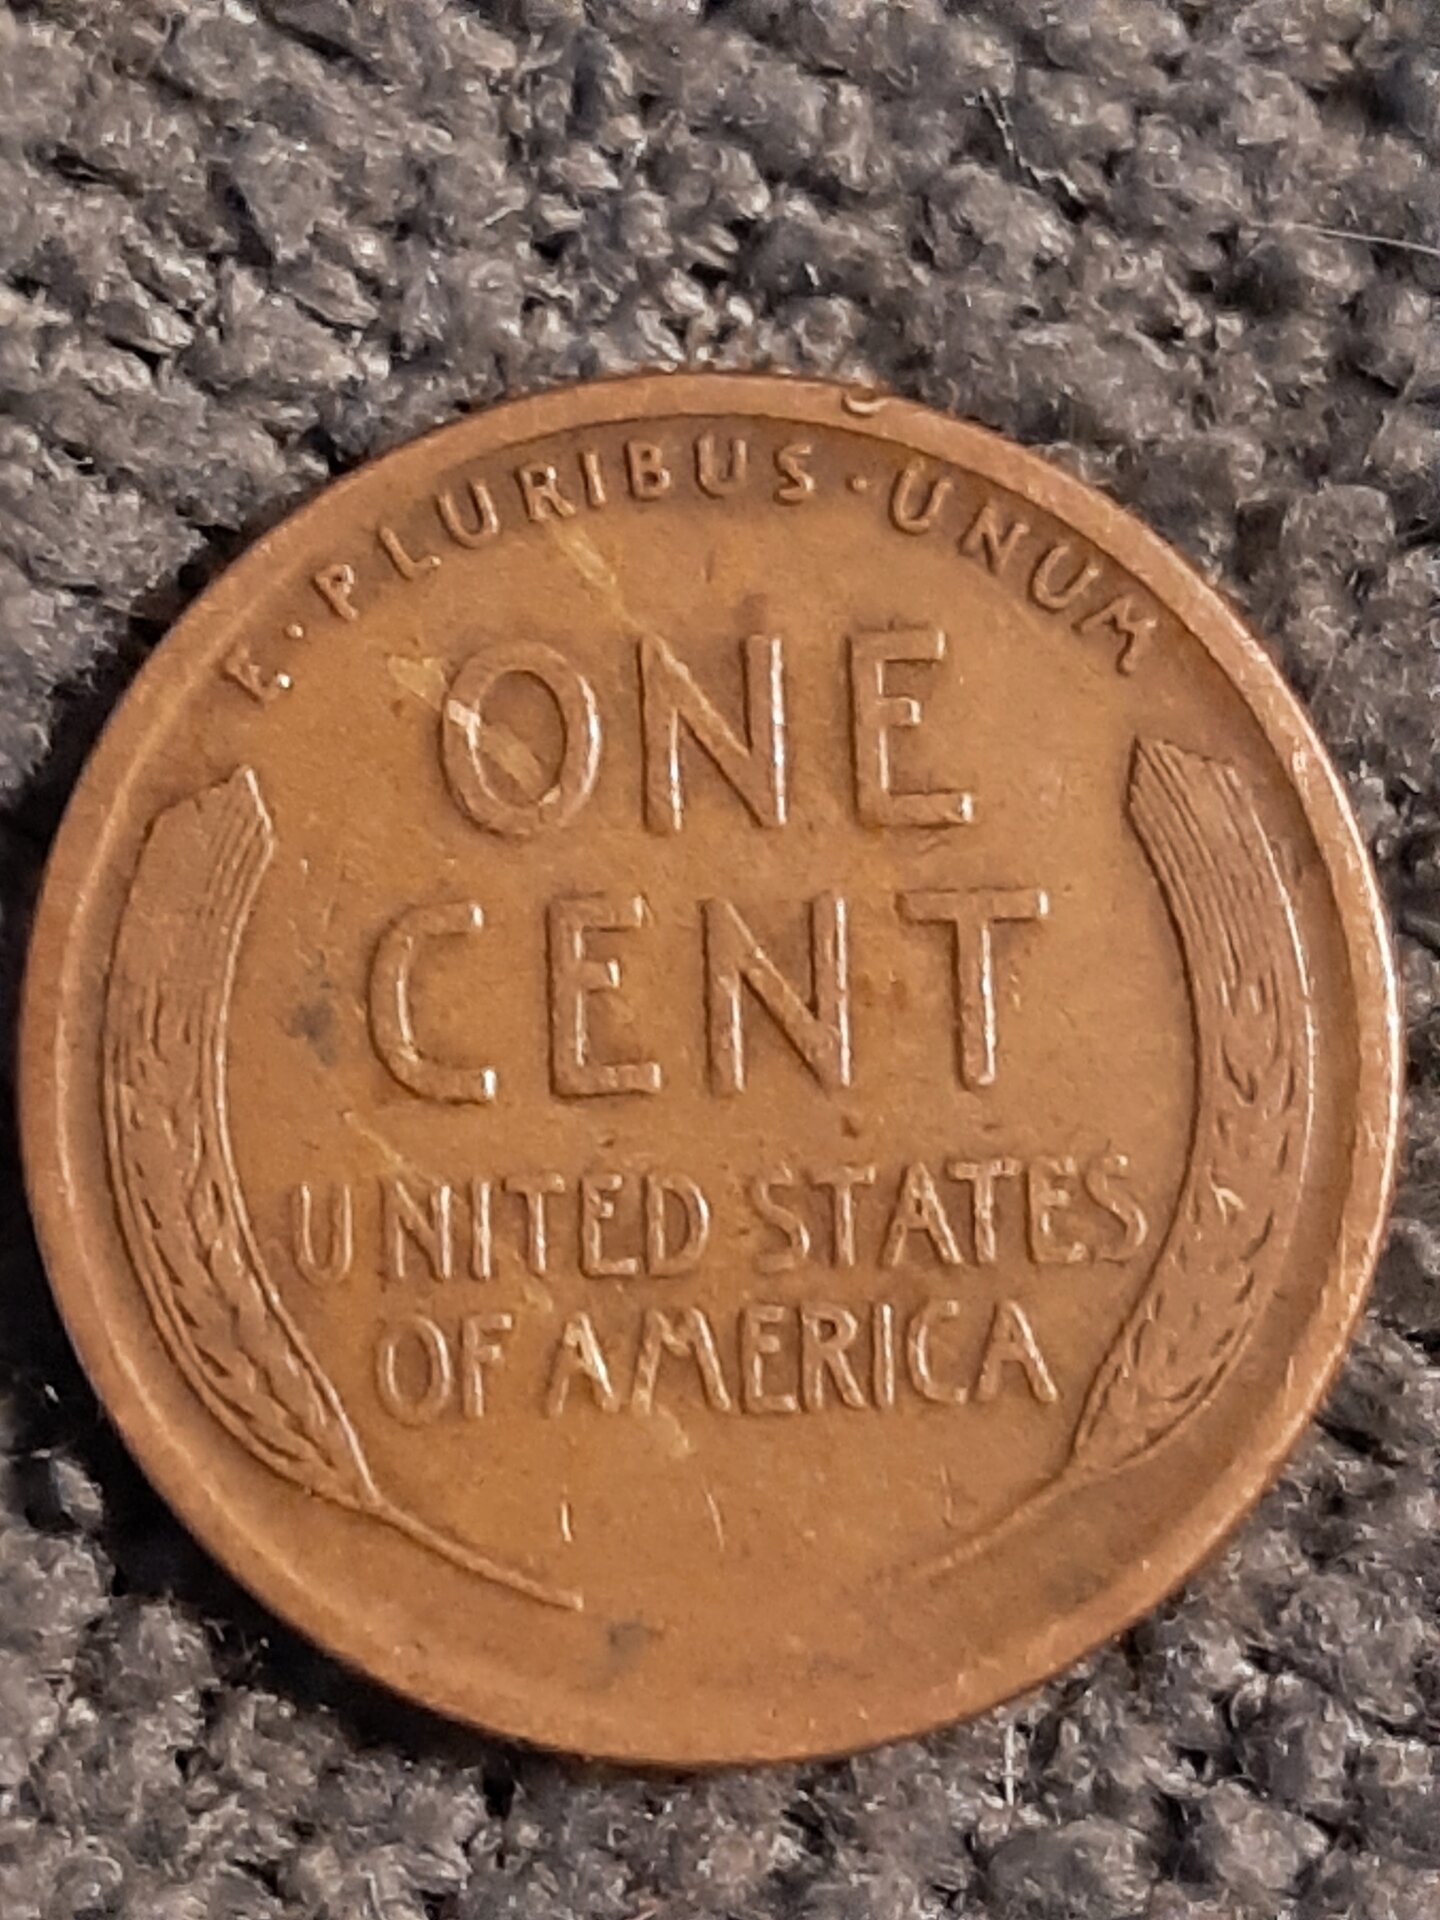 E·PLURIBUS·UNUM
ONE
CENT
UNITED STATES
OF AMERICA